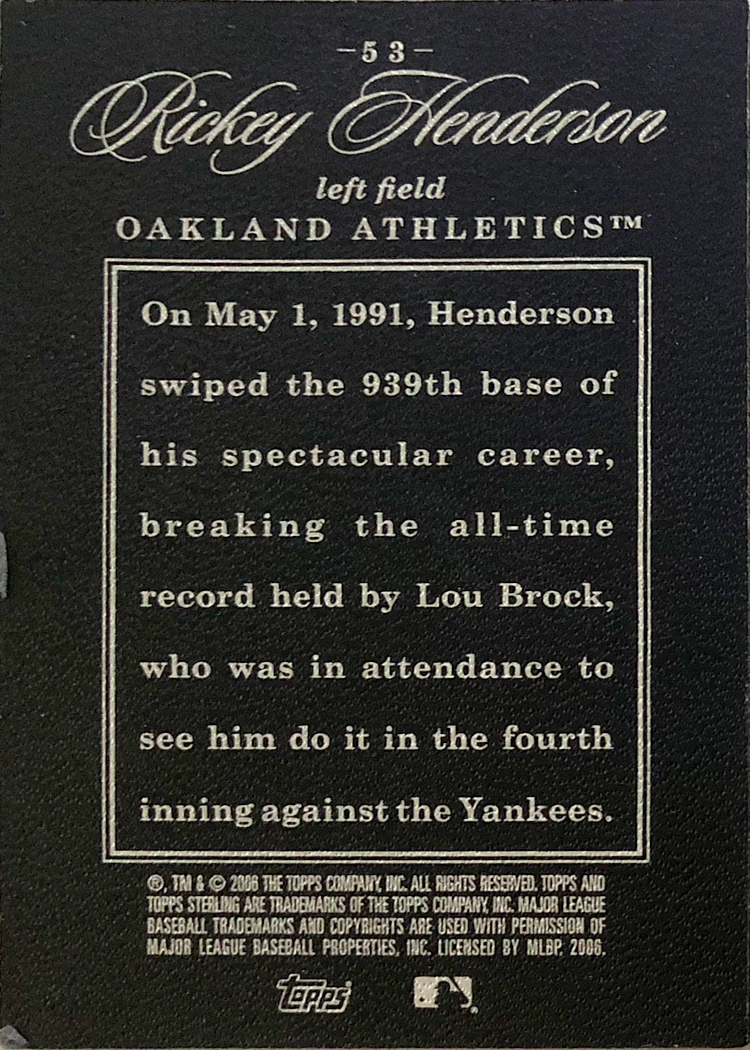 -53-
Rickey Henderson
left field
OAKLAND ATHLETICS™
On May 1, 1991, Henderson
swiped the 939th base of
his spectacular career,
breaking the all-time
record held by Lou Brock,
who was in attendance to
see him do it in the fourth
inning against the Yankees.
®, TM & © 2006 THE TOPPS COMPANY, INC. ALL RIGHTS RESERVED. TOPPS AND
TOPPS STERLING ARE TRADEMARKS OF THE TOPPS COMPANY, INC. MAJOR LEAGUE
BASEBALL TRADEMARKS AND COPYRIGHTS ARE USED WITH PERMISSION OF
MAJOR LEAGUE BASEBALL PROPERTIES, INC. LICENSED BY MLBP, 2006.
Topps®